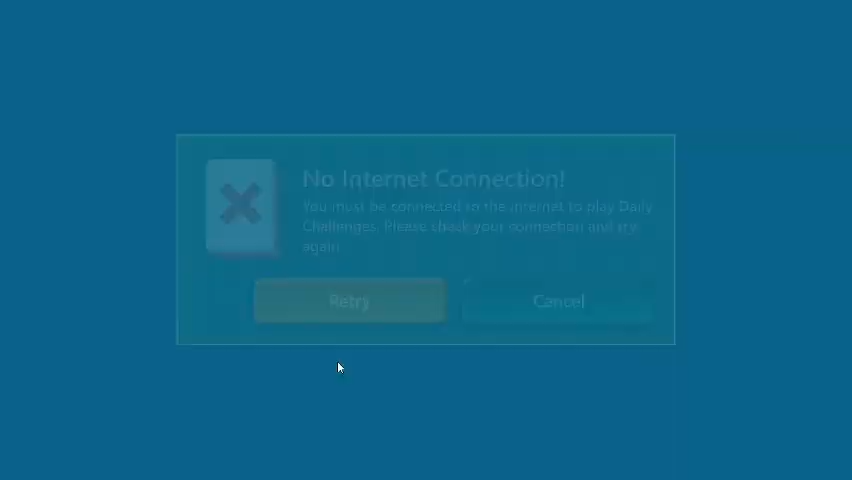 No Internet Connection!
You must be connected to the internet to play Daily
Challenges. Please check your connection and try
again.
Retry
Cancel